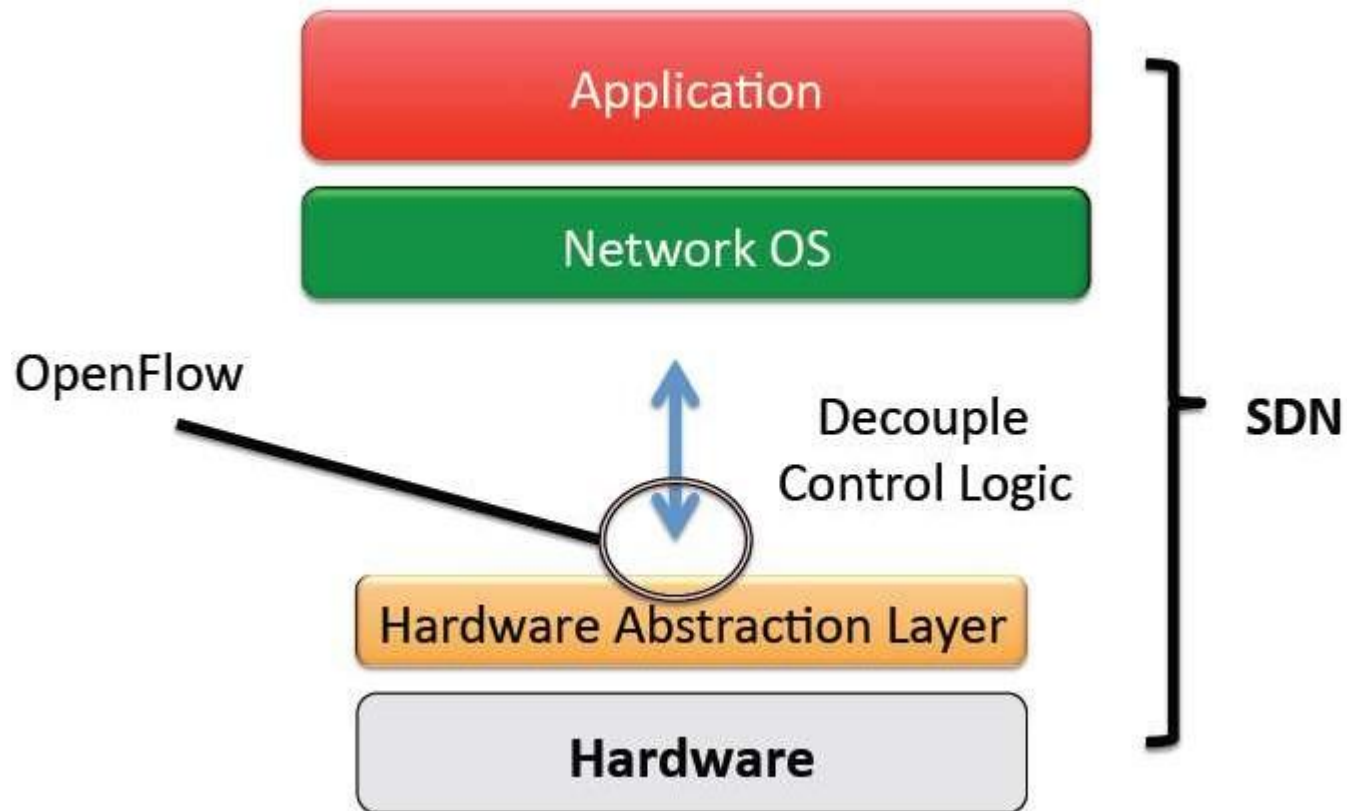 Application
Network OS
OpenFlow
Decouple
Control Logic
SDN
Hardware Abstraction Layer
Hardware